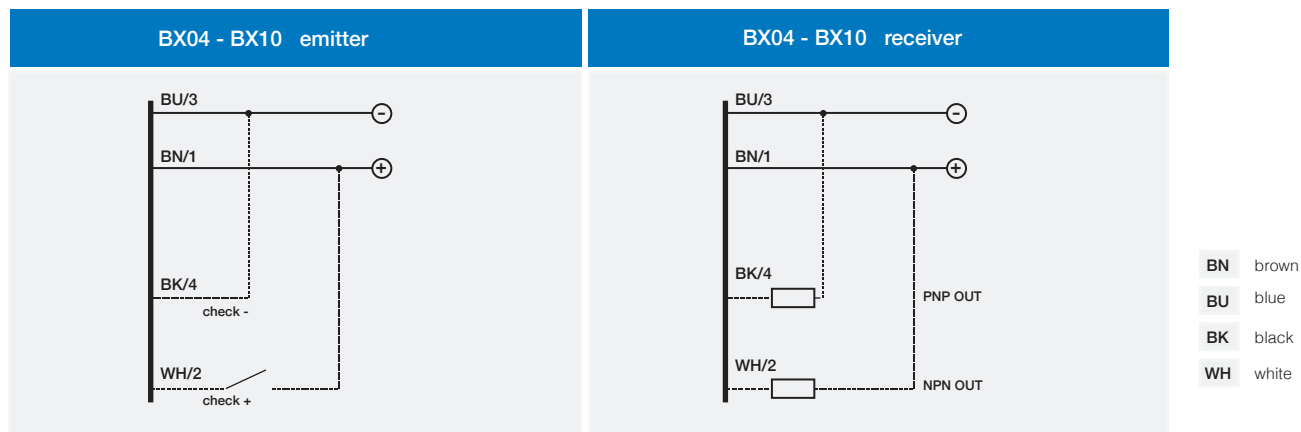 BX04 - BX10 emitter
BU/3
-
BN/1
+
BK/4
check -
WH/2
check +
BX04 - BX10 receiver
BU/3
-
BN/1
+
BK/4
PNP OUT
WH/2
NPN OUT
BN brown
BU blue
BK black
WH white